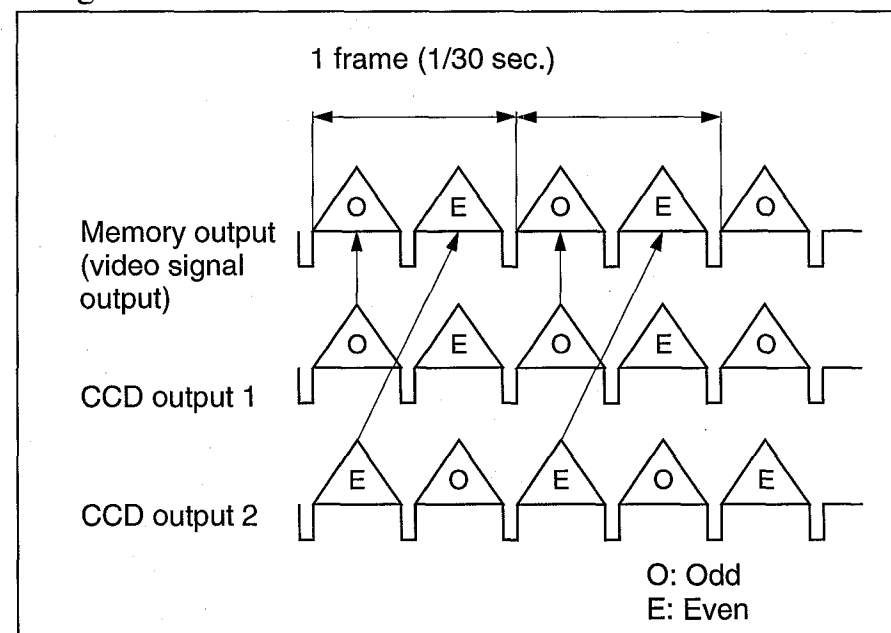 1 frame (1/30 sec.)
O E O E O
Memory output
(video signal
output)
O E O E O
CCD output 1
E O E O E
CCD output 2
O: Odd
E: Even